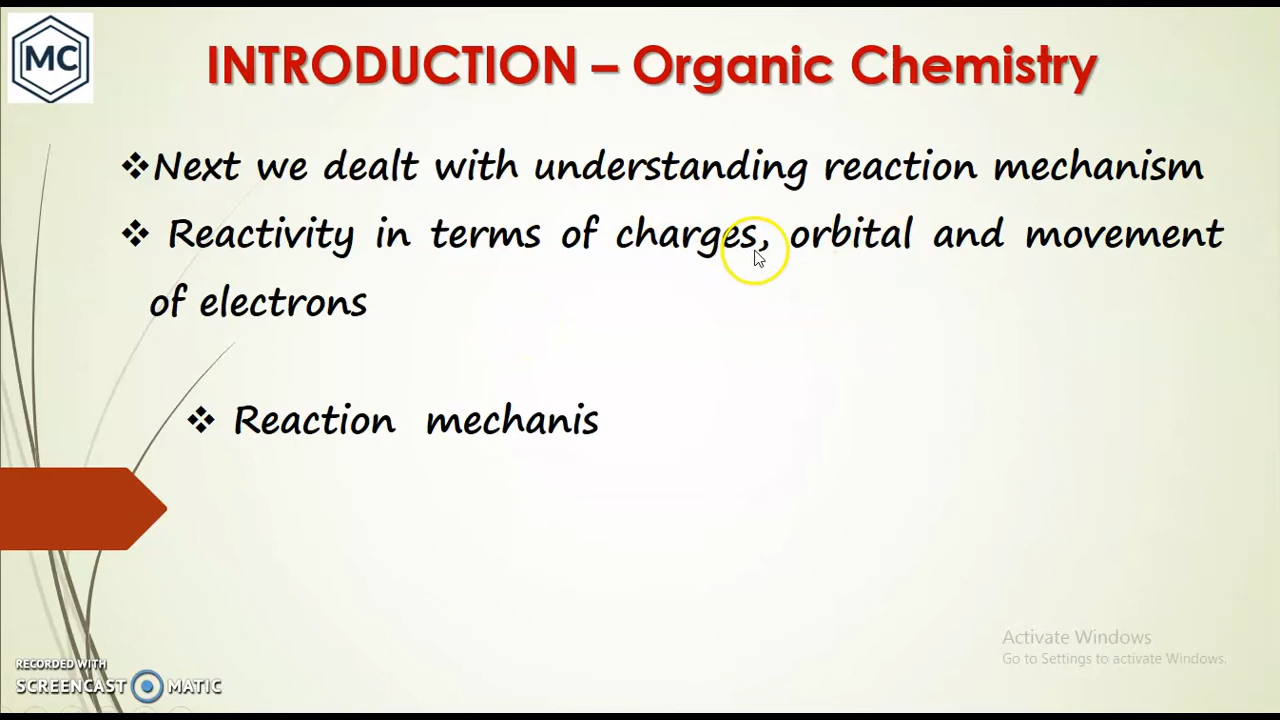 MC
INTRODUCTION – Organic Chemistry
❖Next we dealt with understanding reaction mechanism
❖ Reactivity in terms of charges, orbital and movement
of electrons
❖ Reaction mechanis
Activate Windows
Go to Settings to activate Windows.
RECORDED WITH
SCREENCAST MATIC